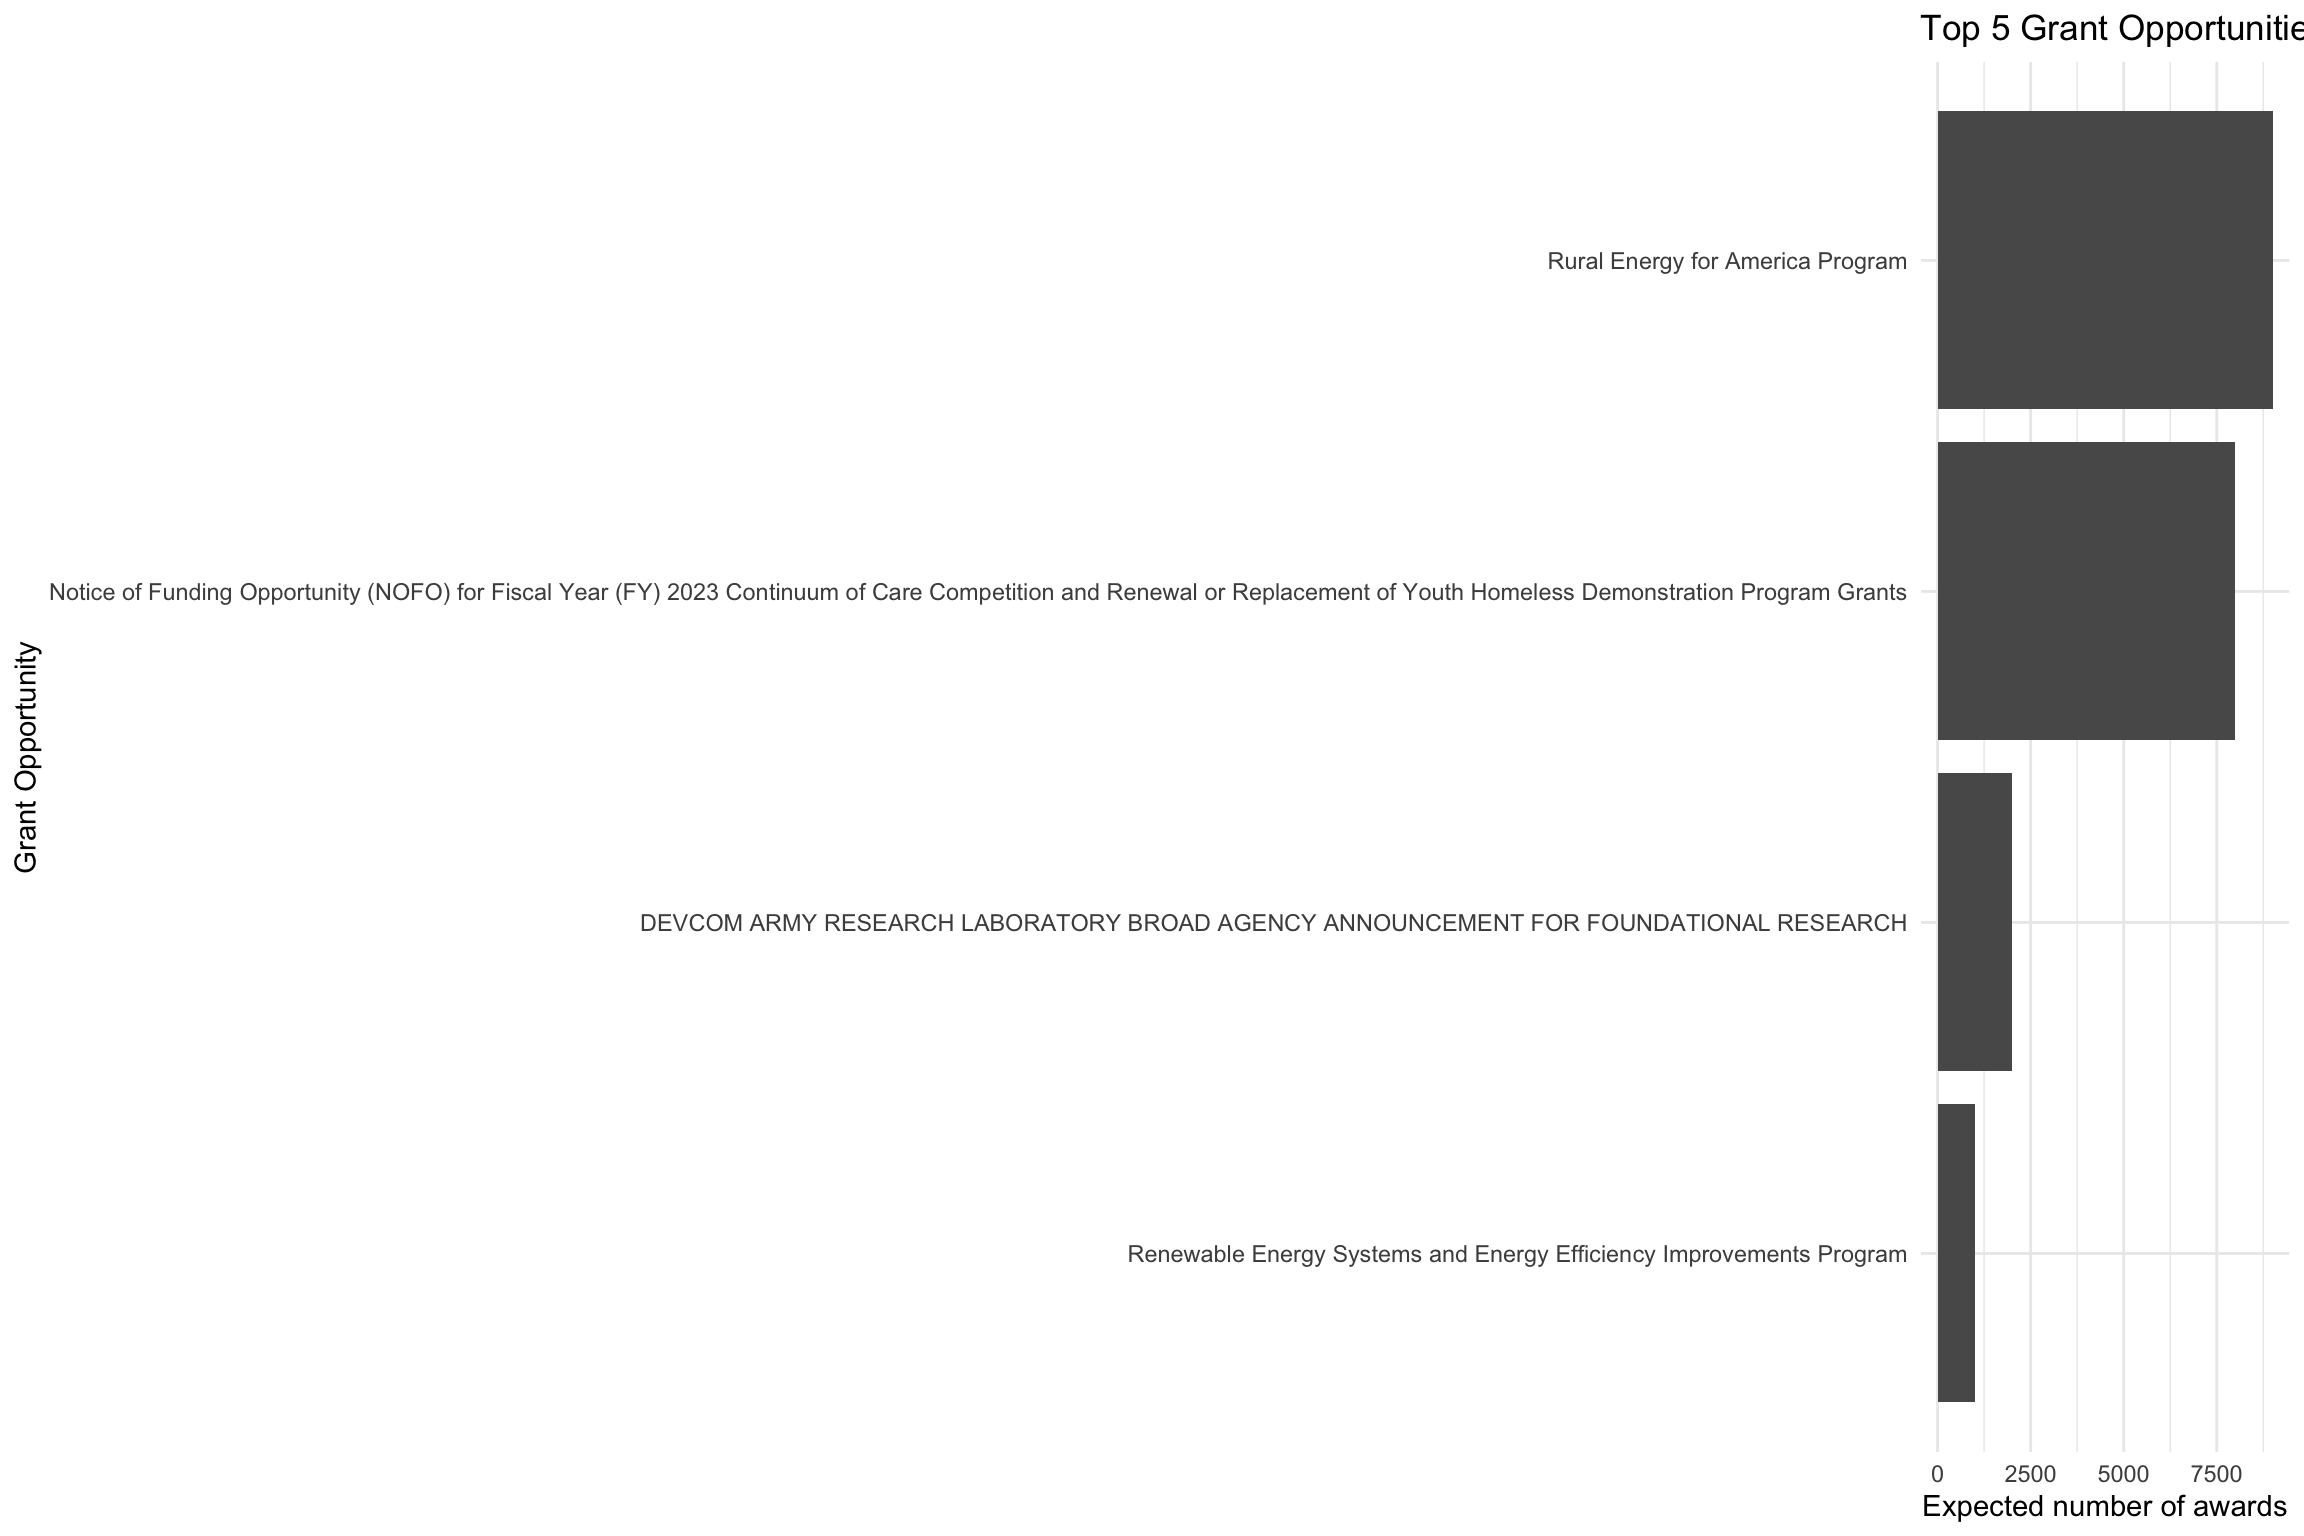 Top 5 Grant Opportunitie
Rural Energy for America Program
Notice of Funding Opportunity (NOFO) for Fiscal Year (FY) 2023 Continuum of Care Competition and Renewal or Replacement of Youth Homeless Demonstration Program Grants
DEVCOM ARMY RESEARCH LABORATORY BROAD AGENCY ANNOUNCEMENT FOR FOUNDATIONAL RESEARCH
Renewable Energy Systems and Energy Efficiency Improvements Program
Grant Opportunity
0 2500 5000 7500
Expected number of awards